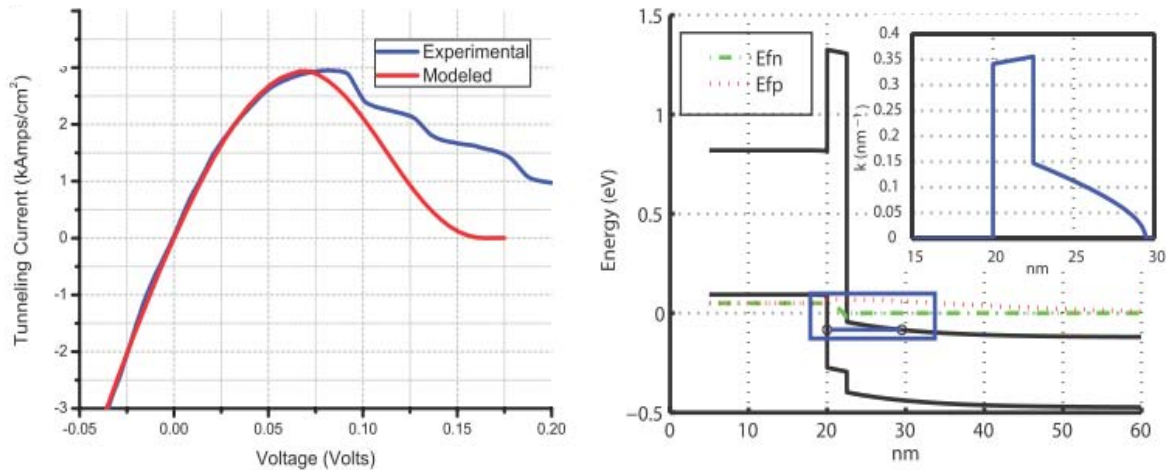 Tunneling Current (kAmps/cm²)
3
2
1
0
-1
-2
-3
Experimental
Modeled
-0.05 0.00 0.05 0.10 0.15 0.20
Voltage (Volts)
Energy (eV)
1.5
1
0.5
0
−0.5
Efn
Efp
0 10 20 30 40 50 60
nm
k (nm⁻¹)
0.4
0.35
0.3
0.25
0.20
0.15
0.10
0.05
0
15 20 25 30
nm